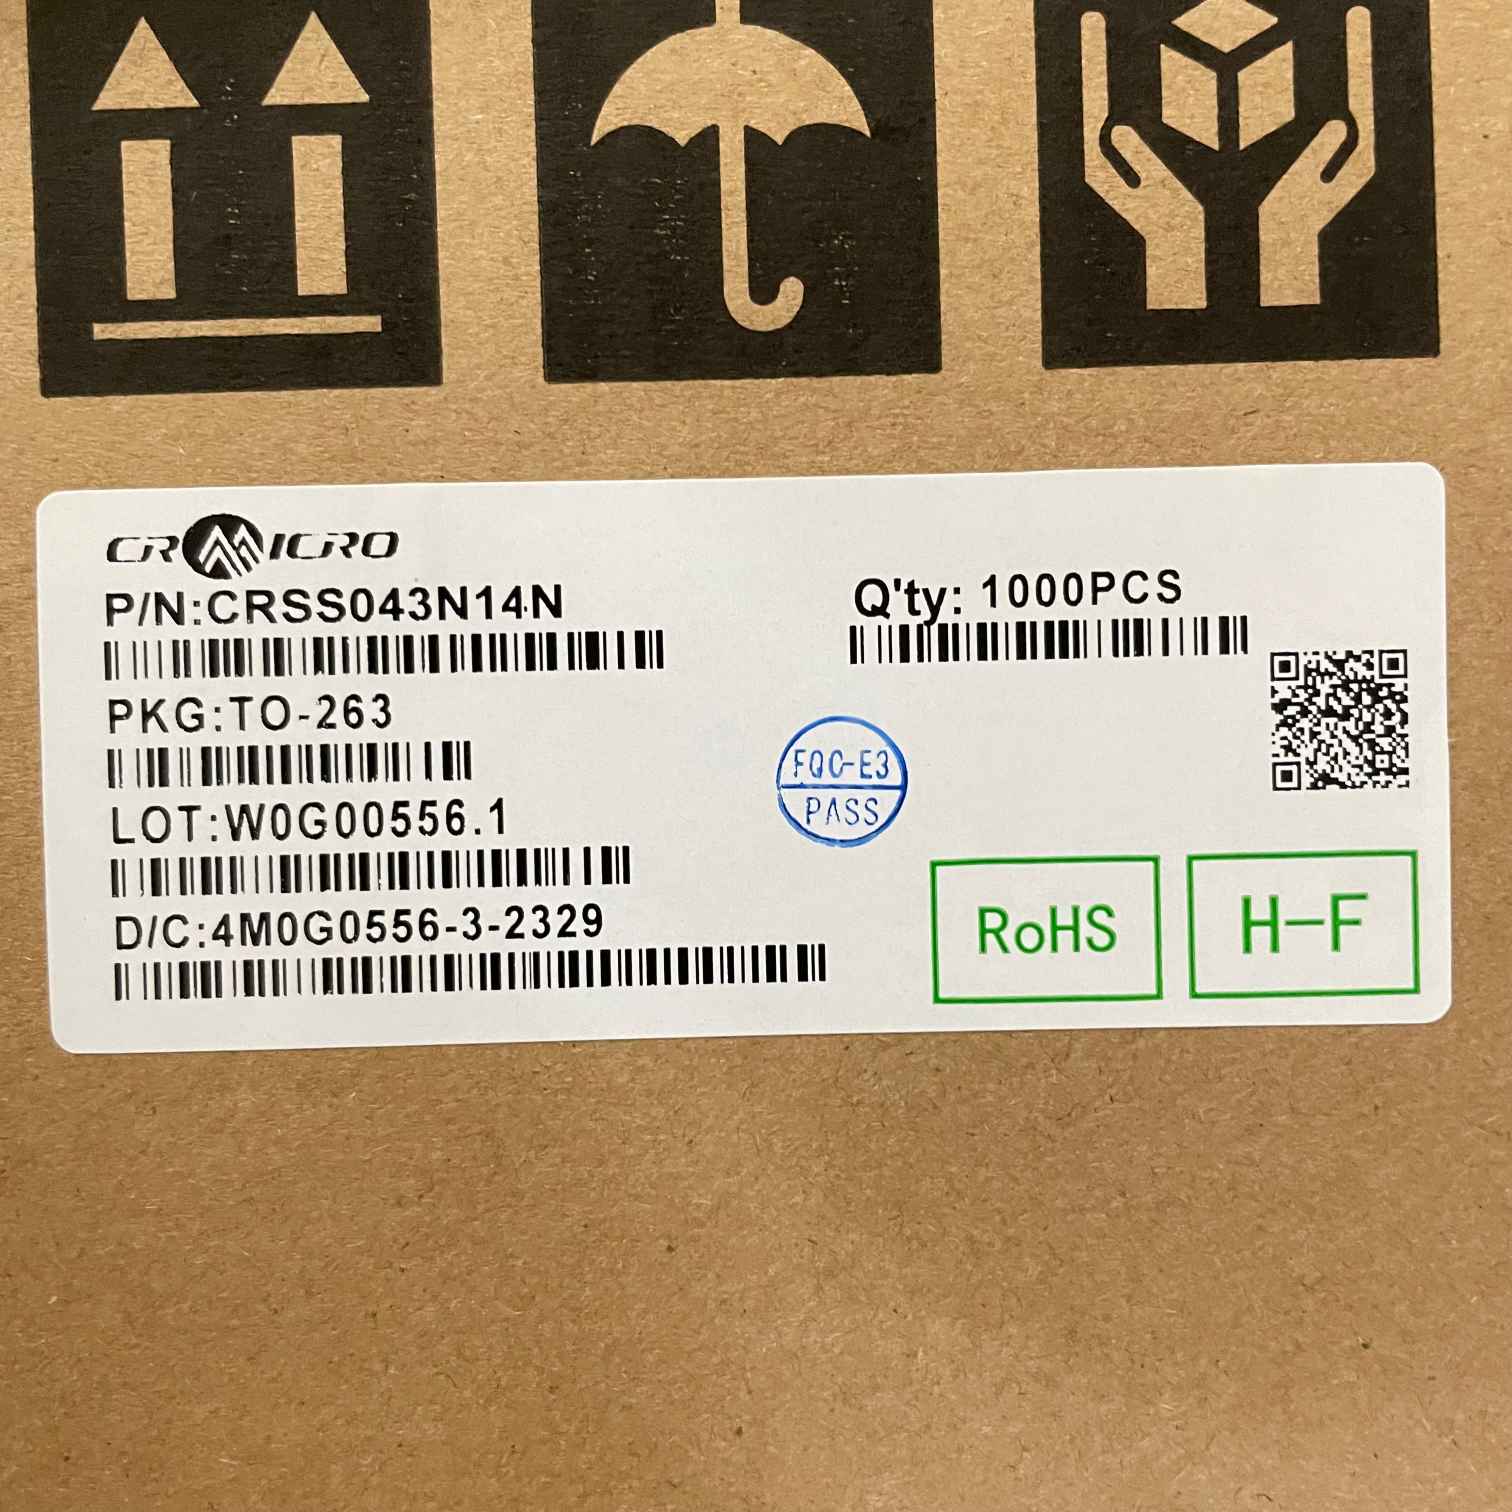 CRMICRO
P/N:CRSS043N14N
Q'ty: 1000PCS
PKG:TO-263
FQC-E3
PASS
LOT:W0G00556.1
D/C:4M0G0556-3-2329
RoHS
H-F